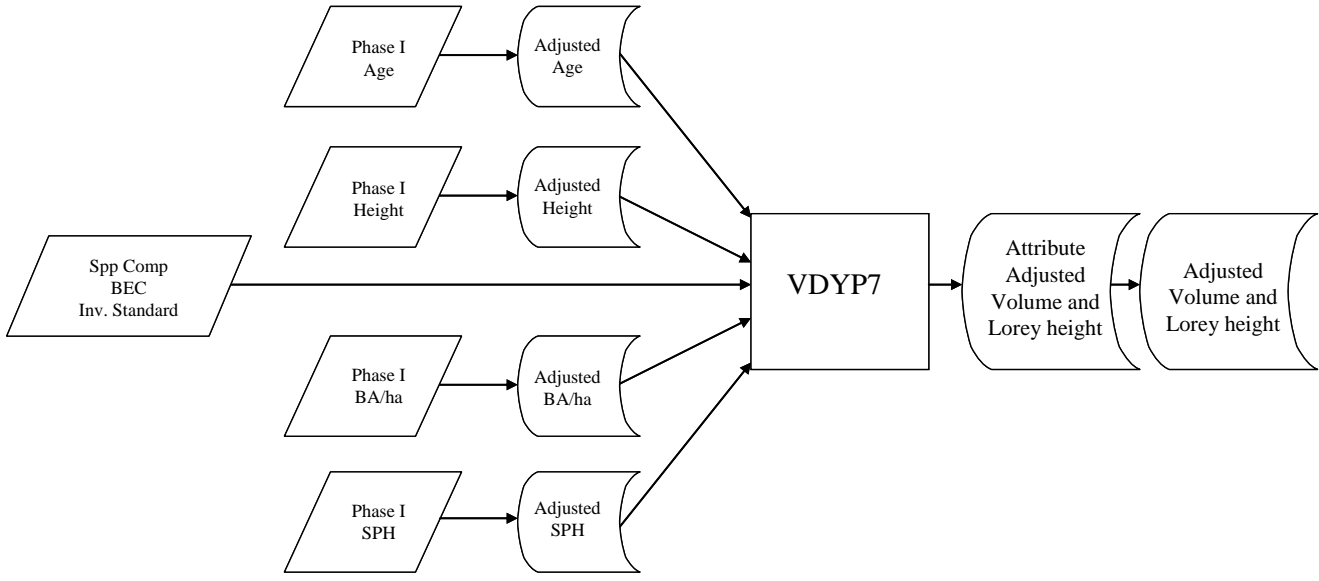 Phase I
Age
Adjusted
Age
Phase I
Height
Adjusted
Height
Spp Comp
BEC
Inv. Standard
VDYP7
Attribute
Adjusted
Volume and
Lorey height
Adjusted
Volume and
Lorey height
Phase I
BA/ha
Adjusted
BA/ha
Phase I
SPH
Adjusted
SPH